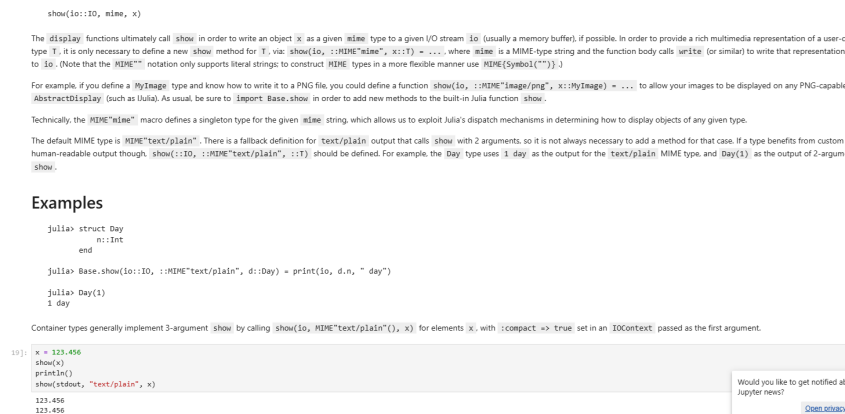 show(io::IO, mime, x)
The display functions ultimately call show in order to write an object x as a given mime type to a given I/O stream io (usually a memory buffer), if possible. In order to provide a rich multimedia representation of a user-d
type T, it is only necessary to define a new show method for T, via: show(io, ::MIME"mime", x::T) = ..., where mime is a MIME-type string and the function body calls write (or similar) to write that representation
to io. (Note that the MIME"" notation only supports literal strings; to construct MIME types in a more flexible manner use MIME{Symbol("")}.)
For example, if you define a MyImage type and know how to write it to a PNG file, you could define a function show(io, ::MIME"image/png", x::MyImage) = ... to allow your images to be displayed on any PNG-capable
AbstractDisplay (such as IJulia). As usual, be sure to import Base.show in order to add new methods to the built-in Julia function show.
Technically, the MIME"mime" macro defines a singleton type for the given mime string, which allows us to exploit Julia's dispatch mechanisms in determining how to display objects of any given type.
The default MIME type is MIME"text/plain". There is a fallback definition for text/plain output that calls show with 2 arguments, so it is not always necessary to add a method for that case. If a type benefits from custom
human-readable output though, show(::IO, ::MIME"text/plain", ::T) should be defined. For example, the Day type uses 1 day as the output for the text/plain MIME type, and Day(1) as the output of 2-argum
show.
Examples
julia> struct Day
n::Int
end
julia> Base.show(io::IO, ::MIME"text/plain", d::Day) = print(io, d.n, " day")
julia> Day(1)
1 day
Container types generally implement 3-argument show by calling show(io, MIME"text/plain"(), x) for elements x, with :compact => true set in an IOContext passed as the first argument.
19]: x = 123.456
show(x)
println()
show(stdout, "text/plain", x)
123.456
123.456
Would you like to get notified ab
Jupyter news?
Open privacy